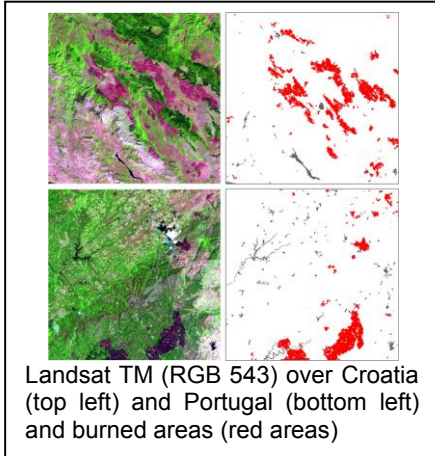 Landsat TM (RGB 543) over Croatia
(top left) and Portugal (bottom left)
and burned areas (red areas)